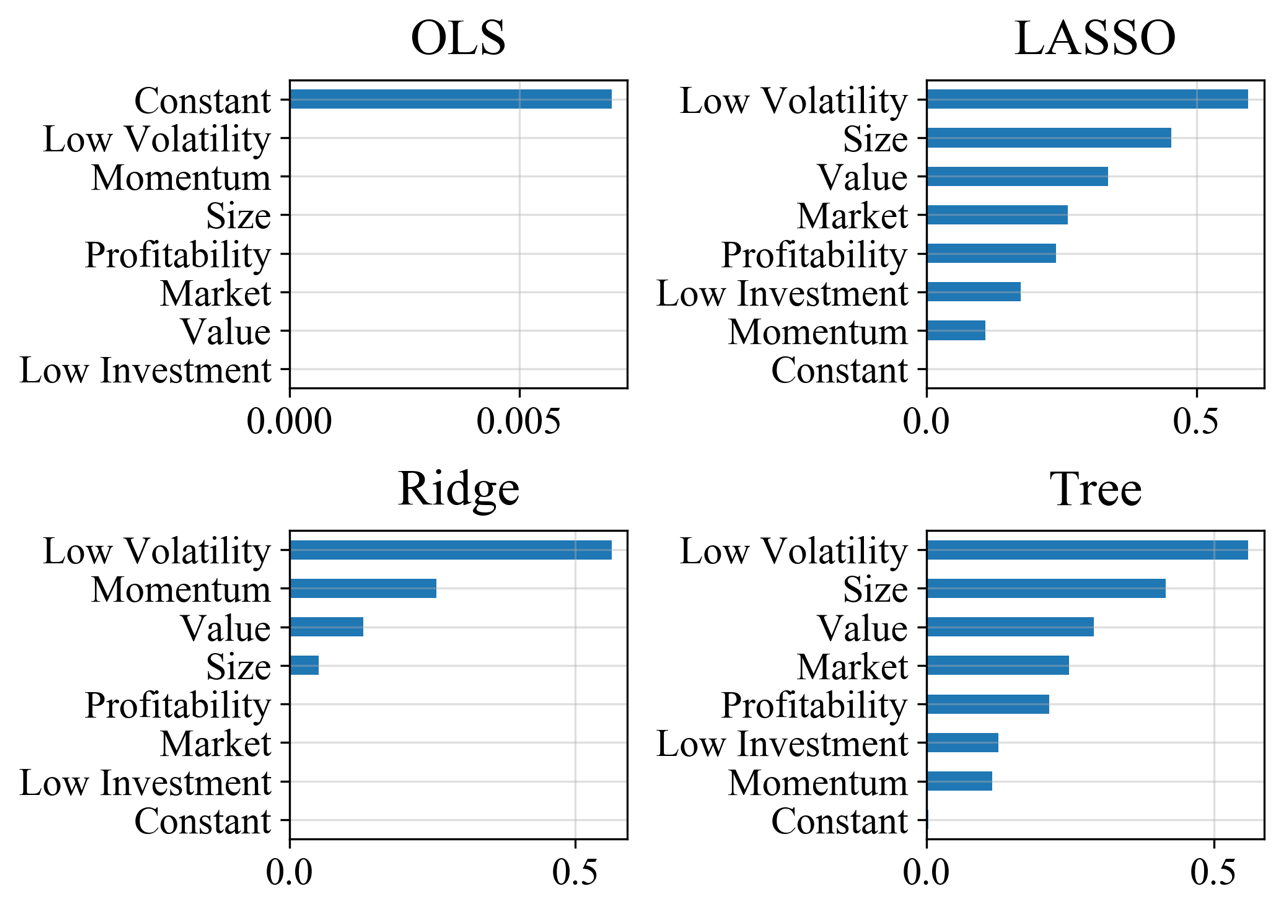 OLS
Constant
Low Volatility
Momentum
Size
Profitability
Market
Value
Low Investment
0.000 0.005
LASSO
Low Volatility
Size
Value
Market
Profitability
Low Investment
Momentum
Constant
0.0 0.5
Ridge
Low Volatility
Momentum
Value
Size
Profitability
Market
Low Investment
Constant
0.0 0.5
Tree
Low Volatility
Size
Value
Market
Profitability
Low Investment
Momentum
Constant
0.0 0.5